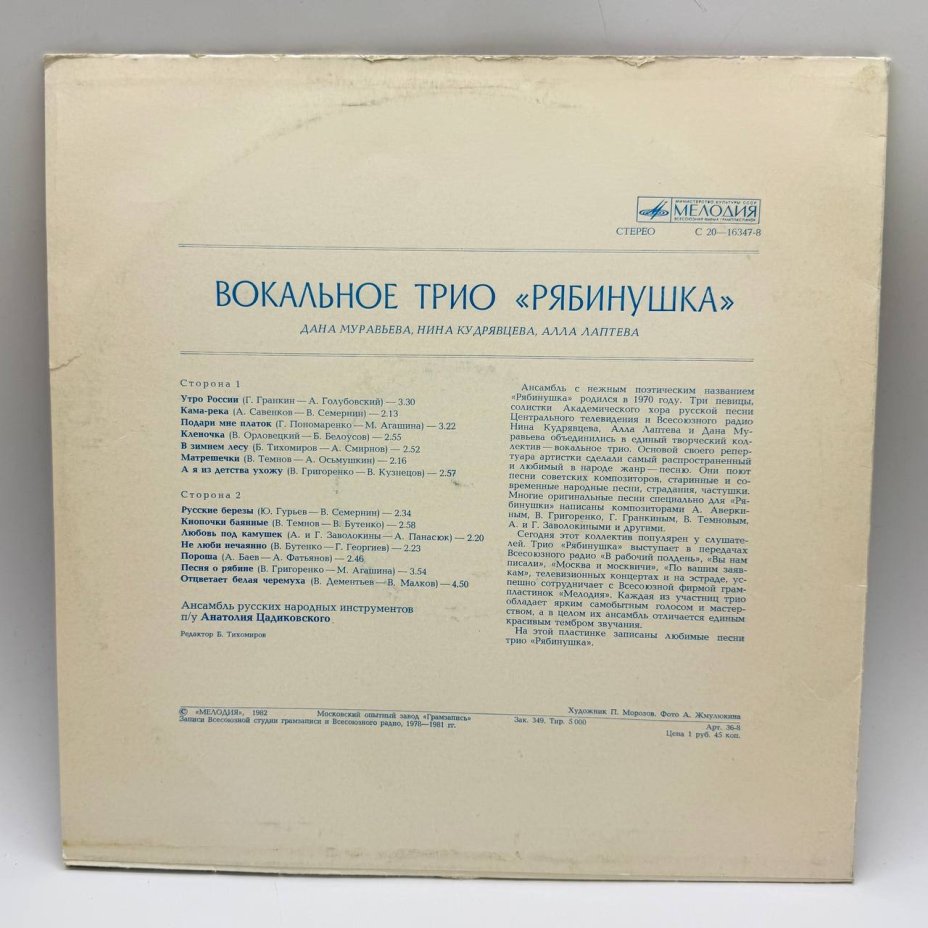 МИНИСТЕРСТВО КУЛЬТУРЫ СССР
МЕЛОДИЯ
ВСЕСОЮЗНАЯ ФИРМА ГРАМПЛАСТИНОК
СТЕРЕО С 20—16347-8
ВОКАЛЬНОЕ ТРИО «РЯБИНУШКА»
ДАНА МУРАВЬЕВА, НИНА КУДРЯВЦЕВА, АЛЛА ЛАПТЕВА
Сторона 1
Утро России (Г. Гранкин — А. Голубовский) — 3.30
Кама-река (А. Савенков — В. Семернин) — 2.13
Подари мне платок (Г. Пономаренко — М. Агашина) — 3.22
Кленочка (В. Орловецкий — Б. Белоусов) — 2.55
В зимнем лесу (Б. Тихомиров — А. Смирнов) — 2.52
Матрешечки (В. Темнов — А. Осьмушкин) — 2.16
А я из детства ухожу (В. Григоренко — В. Кузнецов) — 2.57
Сторона 2
Русские березы (Ю. Гурьев — В. Семернин) — 2.34
Кнопочки баянные (В. Темнов — В. Бутенко) — 2.58
Любовь под камушек (А. и Г. Заволокины — А. Панасюк) — 2.20
Не люби нечаянно (В. Бутенко — Г. Георгиев) — 2.23
Пороша (А. Баев — А. Фатьянов) — 2.46
Песня о рябине (В. Григоренко — М. Агашина) — 3.54
Отцветает белая черемуха (В. Дементьев — В. Малков) — 4.50
Ансамбль русских народных инструментов
п/у Анатолия Цадиковского
Редактор Б. Тихомиров
Ансамбль с нежным поэтическим названием
«Рябинушка» родился в 1970 году. Три певицы,
солистки Академического хора русской песни
Центрального телевидения и Всесоюзного радио
Нина Кудрявцева, Алла Лаптева и Дана Му-
равьева объединились в единый творческий кол-
лектив — вокальное трио. Основой своего репер-
туара артистки сделали самый распространенный
и любимый в народе жанр — песню. Они поют
песни советских композиторов, старинные и со-
временные народные песни, страдания, частушки.
Многие оригинальные песни специально для «Ря-
бинушки» написаны композиторами А. Аверки-
ным, В. Григоренко, Г. Гранкиным, В. Темновым,
А. и Г. Заволокиными и другими.
Сегодня этот коллектив популярен у слушате-
лей. Трио «Рябинушка» выступает в передачах
Всесоюзного радио «В рабочий полдень», «Вы нам
писали», «Москва и москвичи», «По вашим заяв-
кам», телевизионных концертах и на эстраде, ус-
пешно сотрудничает с Всесоюзной фирмой грам-
пластинок «Мелодия». Каждая из участниц трио
обладает ярким самобытным голосом и мастер-
ством, а в целом их ансамбль отличается единым
красивым тембром звучания.
На этой пластинке записаны любимые песни
трио «Рябинушка».
© «МЕЛОДИЯ», 1982 Московский опытный завод «Грамзапись» Художник П. Морозов. Фото А. Жмулюкина
Записи Всесоюзной студии грамзаписи и Всесоюзного радио, 1978—1981 гг. Зак. 349. Тир. 5 000 Арт. 36-8
Цена 1 руб. 45 коп.